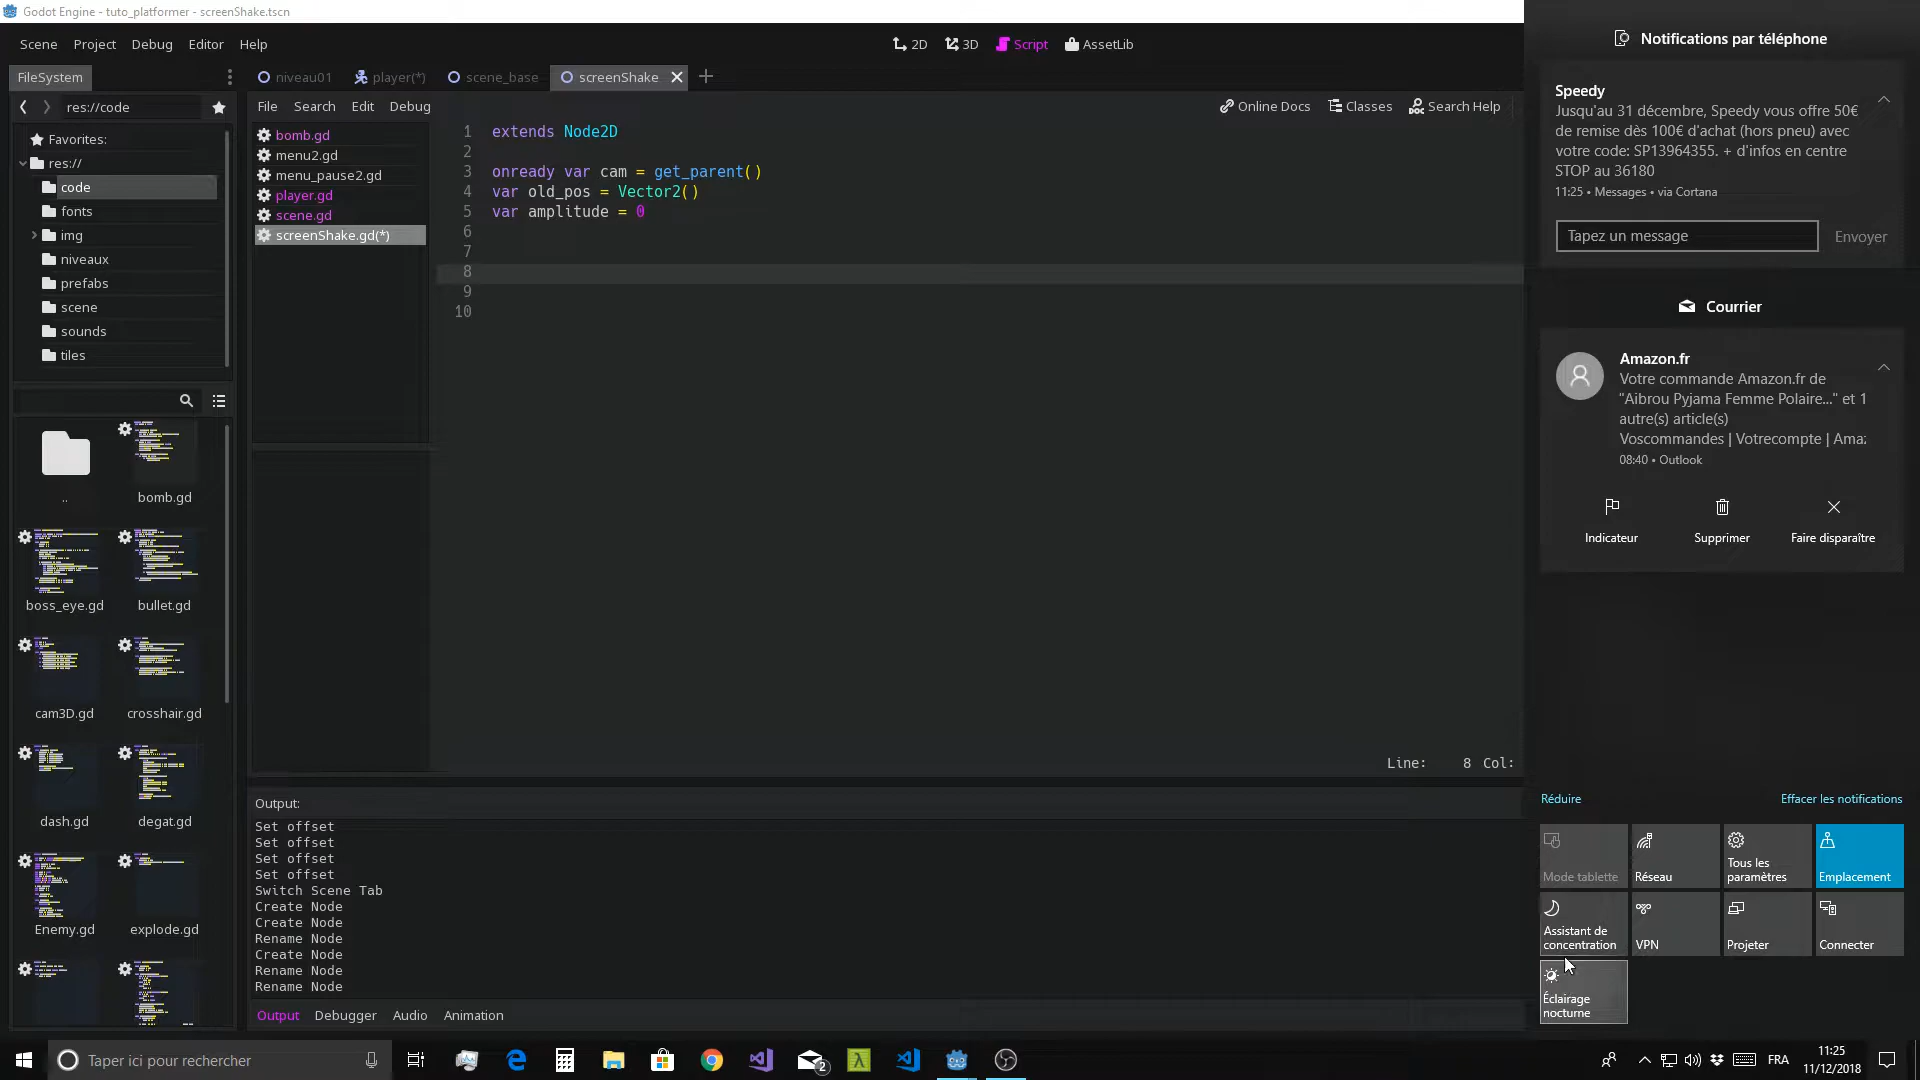 Godot Engine - tuto_platformer - screenShake.tscn
Scene Project Debug Editor Help
2D 3D Script AssetLib
FileSystem
niveau01 player(*) scene_base screenShake
res://code
File Search Edit Debug
Online Docs Classes Search Help
Favorites:
res://
code
fonts
img
niveaux
prefabs
scene
sounds
tiles
..
bomb.gd
boss_eye.gd
bullet.gd
cam3D.gd
crosshair.gd
dash.gd
degat.gd
Enemy.gd
explode.gd
bomb.gd
menu2.gd
menu_pause2.gd
player.gd
scene.gd
screenShake.gd(*)
1 extends Node2D
2
3 onready var cam = get_parent()
4 var old_pos = Vector2()
5 var amplitude = 0
6
7
8
9
10
Line: 8 Col:
Output:
Set offset
Set offset
Set offset
Set offset
Switch Scene Tab
Create Node
Create Node
Rename Node
Create Node
Rename Node
Rename Node
Output Debugger Audio Animation
Notifications par téléphone
Speedy
Jusqu'au 31 décembre, Speedy vous offre 50€
de remise dès 100€ d'achat (hors pneu) avec
votre code: SP13964355. + d'infos en centre
STOP au 36180
11:25 • Messages • via Cortana
Tapez un message
Envoyer
Courrier
Amazon.fr
Votre commande Amazon.fr de
"Aibrou Pyjama Femme Polaire..." et 1
autre(s) article(s)
Voscommandes | Votrecompte | Ama
08:40 • Outlook
Indicateur Supprimer Faire disparaître
Réduire
Effacer les notifications
Mode tablette
Réseau
Tous les
paramètres
Emplacement
Assistant de
concentration
VPN
Projeter
Connecter
Éclairage
nocturne
Taper ici pour rechercher
2
FRA
11:25
11/12/2018